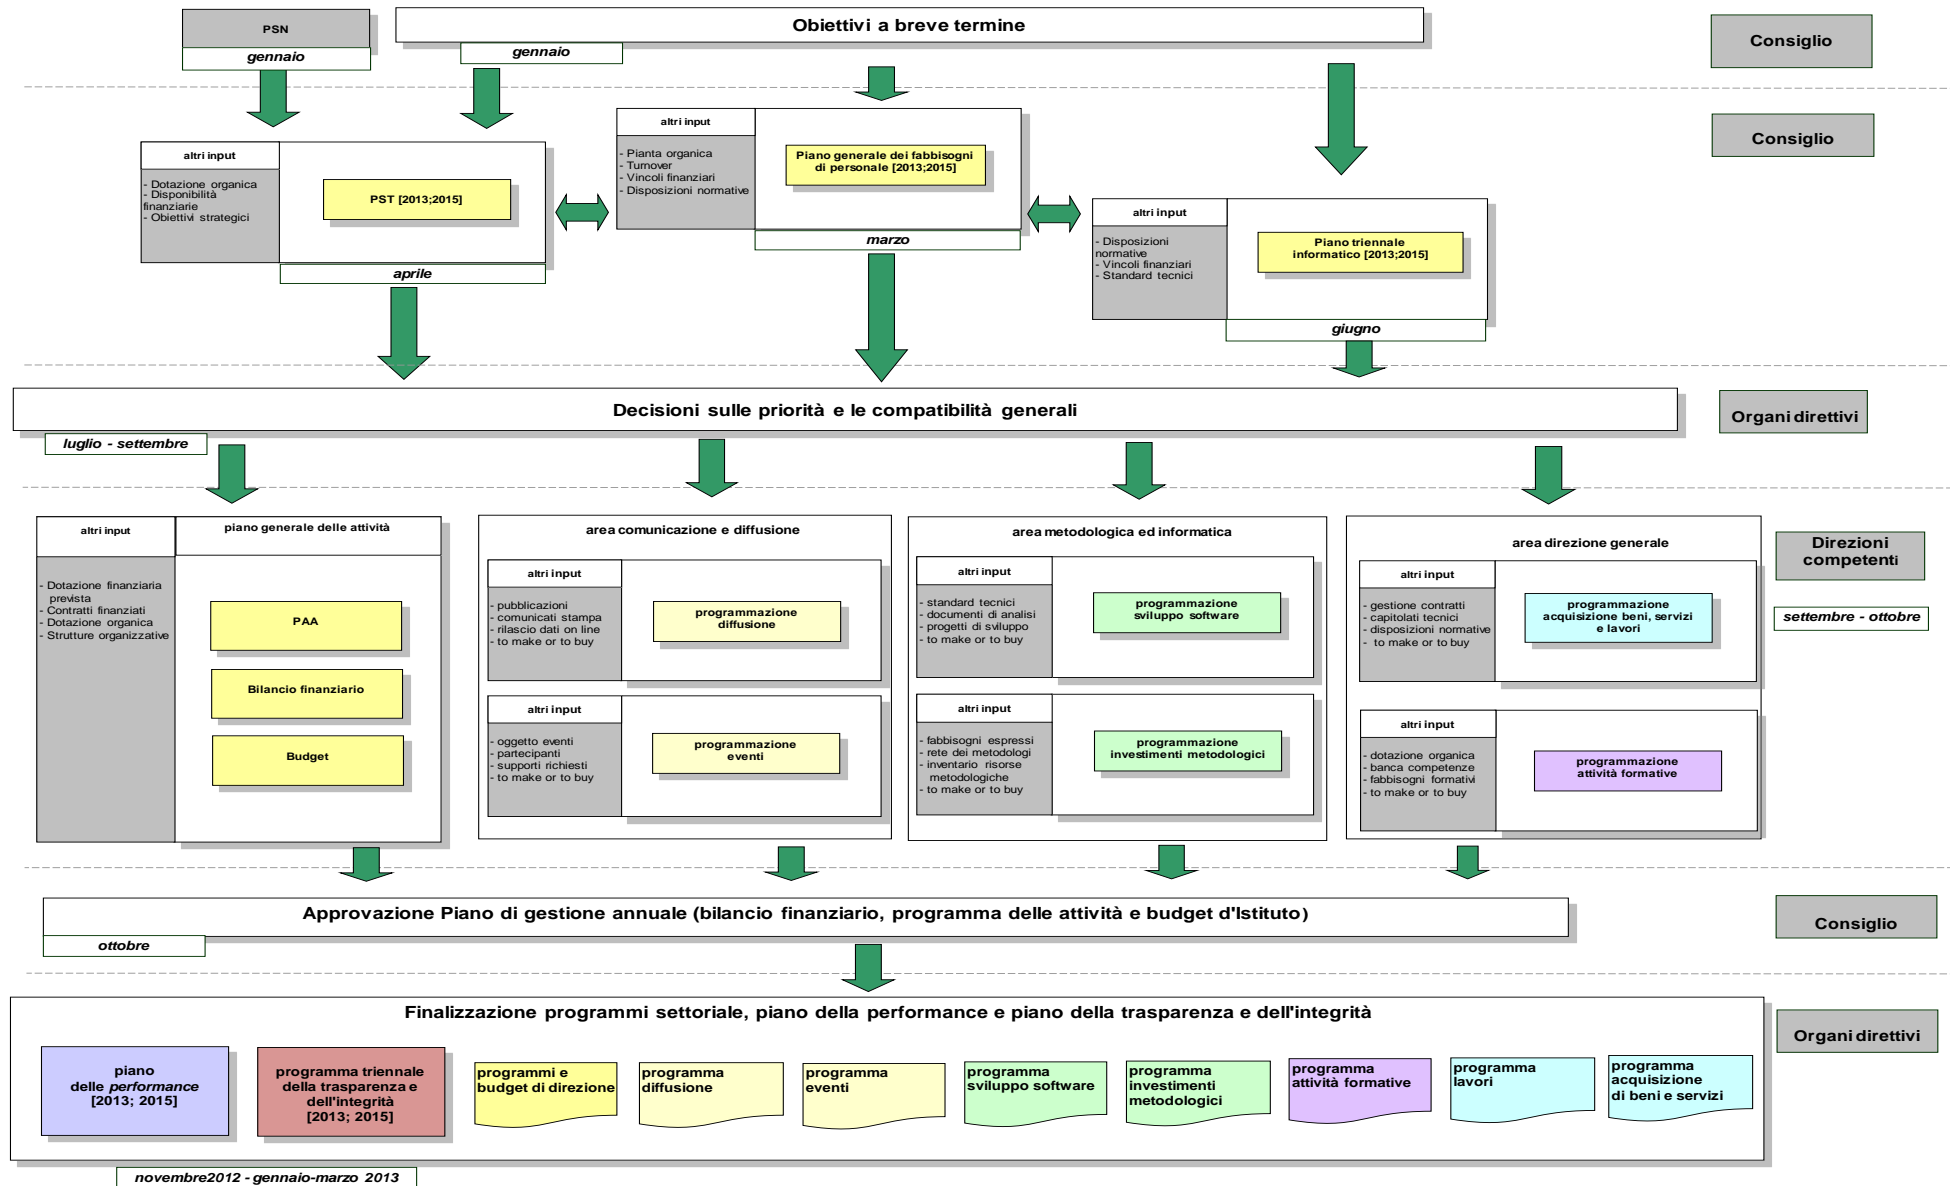 PSN
gennaio
Obiettivi a breve termine
gennaio
Consiglio
Consiglio
altri input
- Dotazione organica
- Disponibilità
finanziarie
- Obiettivi strategici
PST [2013;2015]
aprile
altri input
- Pianta organica
- Turnover
- Vincoli finanziari
- Disposizioni normative
Piano generale dei fabbisogni
di personale [2013;2015]
marzo
altri input
- Disposizioni
normative
- Vincoli finanziari
- Standard tecnici
Piano triennale
informatico [2013;2015]
giugno
Decisioni sulle priorità e le compatibilità generali
luglio - settembre
Organi direttivi
altri input
- Dotazione finanziaria
prevista
- Contratti finanziati
- Dotazione organica
- Strutture organizzative
piano generale delle attività
PAA
Bilancio finanziario
Budget
area comunicazione e diffusione
altri input
- pubblicazioni
- comunicati stampa
- rilascio dati on line
- to make or to buy
programmazione
diffusione
altri input
- oggetto eventi
- partecipanti
- supporti richiesti
- to make or to buy
programmazione
eventi
area metodologica ed informatica
altri input
- standard tecnici
- documenti di analisi
- progetti di sviluppo
- to make or to buy
programmazione
sviluppo software
altri input
- fabbisogni espressi
- rete dei metodologi
- inventario risorse
metodologiche
- to make or to buy
programmazione
investimenti metodologici
area direzione generale
altri input
- gestione contratti
- capitolati tecnici
- disposizioni normative
- to make or to buy
programmazione
acquisizione beni, servizi
e lavori
altri input
- dotazione organica
- banca competenze
- fabbisogni formativi
- to make or to buy
programmazione
attività formative
Direzioni
competenti
settembre - ottobre
Approvazione Piano di gestione annuale (bilancio finanziario, programma delle attività e budget d'Istituto)
ottobre
Consiglio
Finalizzazione programmi settoriale, piano della performance e piano della trasparenza e dell'integrità
Organi direttivi
piano
delle performance
[2013; 2015]
programma triennale
della trasparenza e
dell'integrità
[2013; 2015]
programmi e
budget di direzione
programma
diffusione
programma
eventi
programma
sviluppo software
programma
investimenti
metodologici
programma
attività formative
programma
lavori
programma
acquisizione
di beni e servizi
novembre2012 - gennaio-marzo 2013